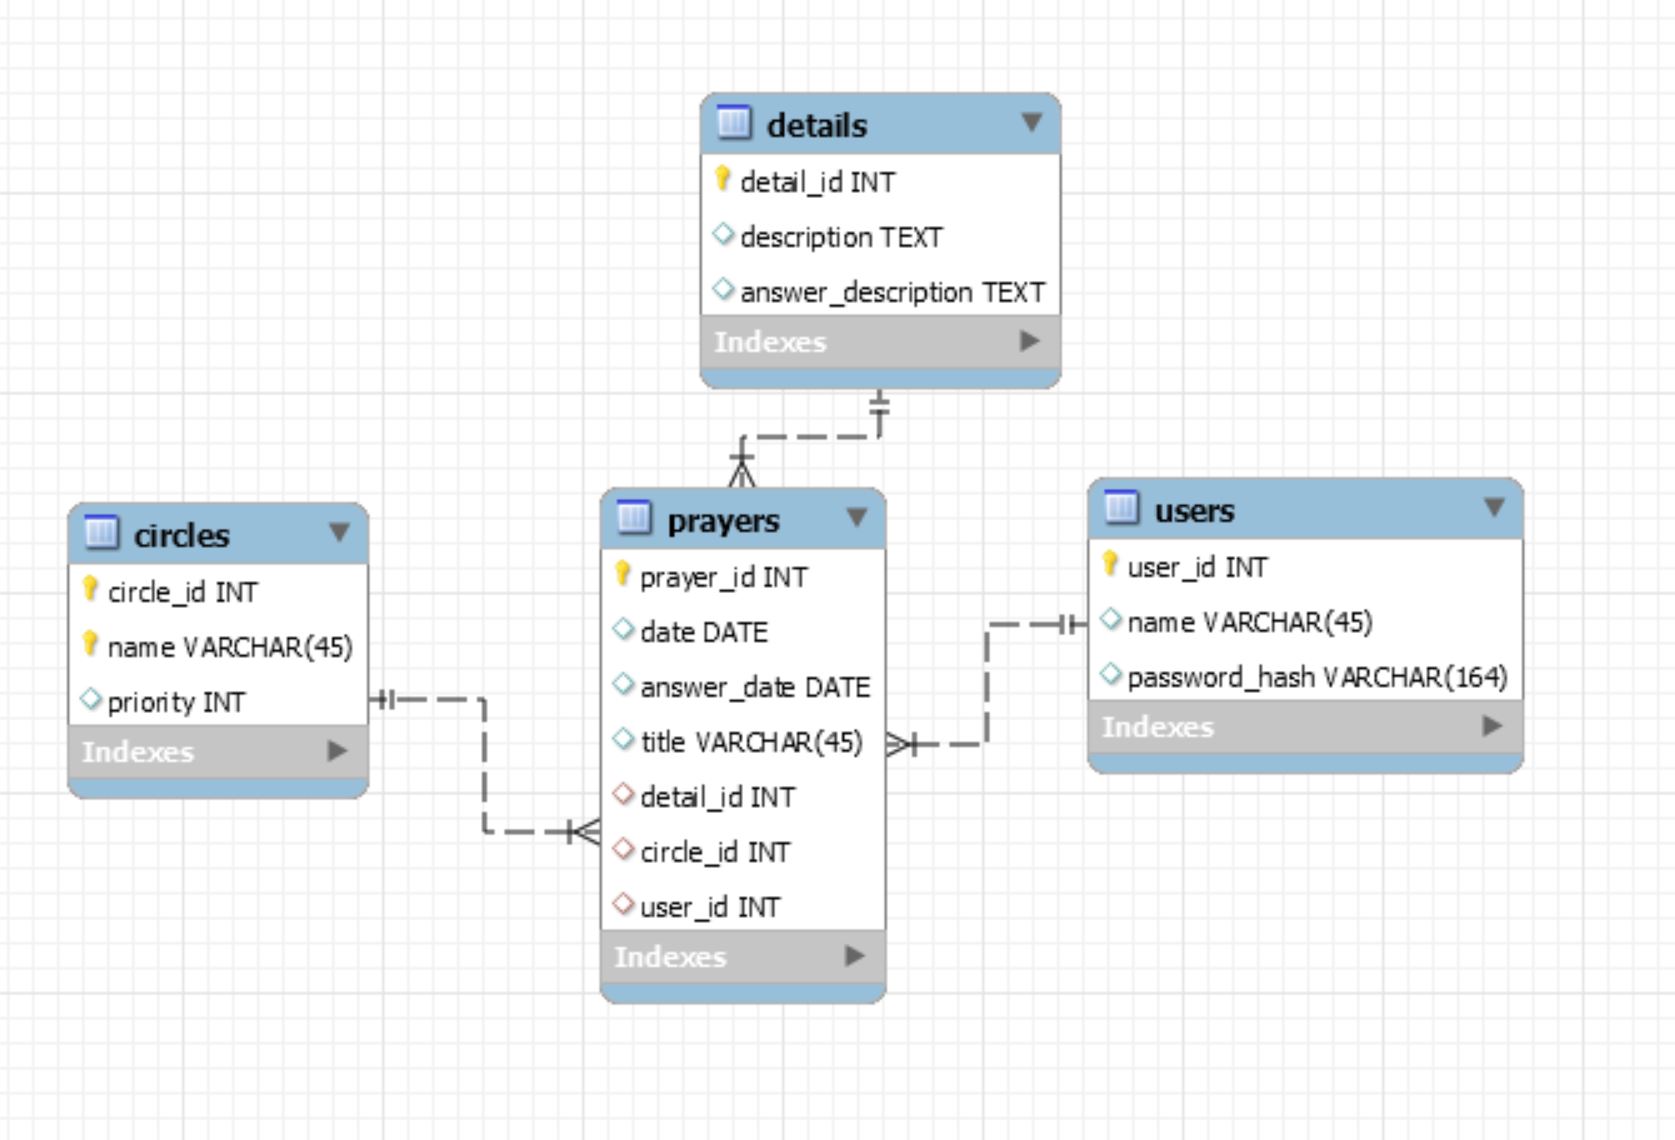 details
detail_id INT
description TEXT
answer_description TEXT
Indexes
circles
circle_id INT
name VARCHAR(45)
priority INT
Indexes
prayers
prayer_id INT
date DATE
answer_date DATE
title VARCHAR(45)
detail_id INT
circle_id INT
user_id INT
Indexes
users
user_id INT
name VARCHAR(45)
password_hash VARCHAR(164)
Indexes